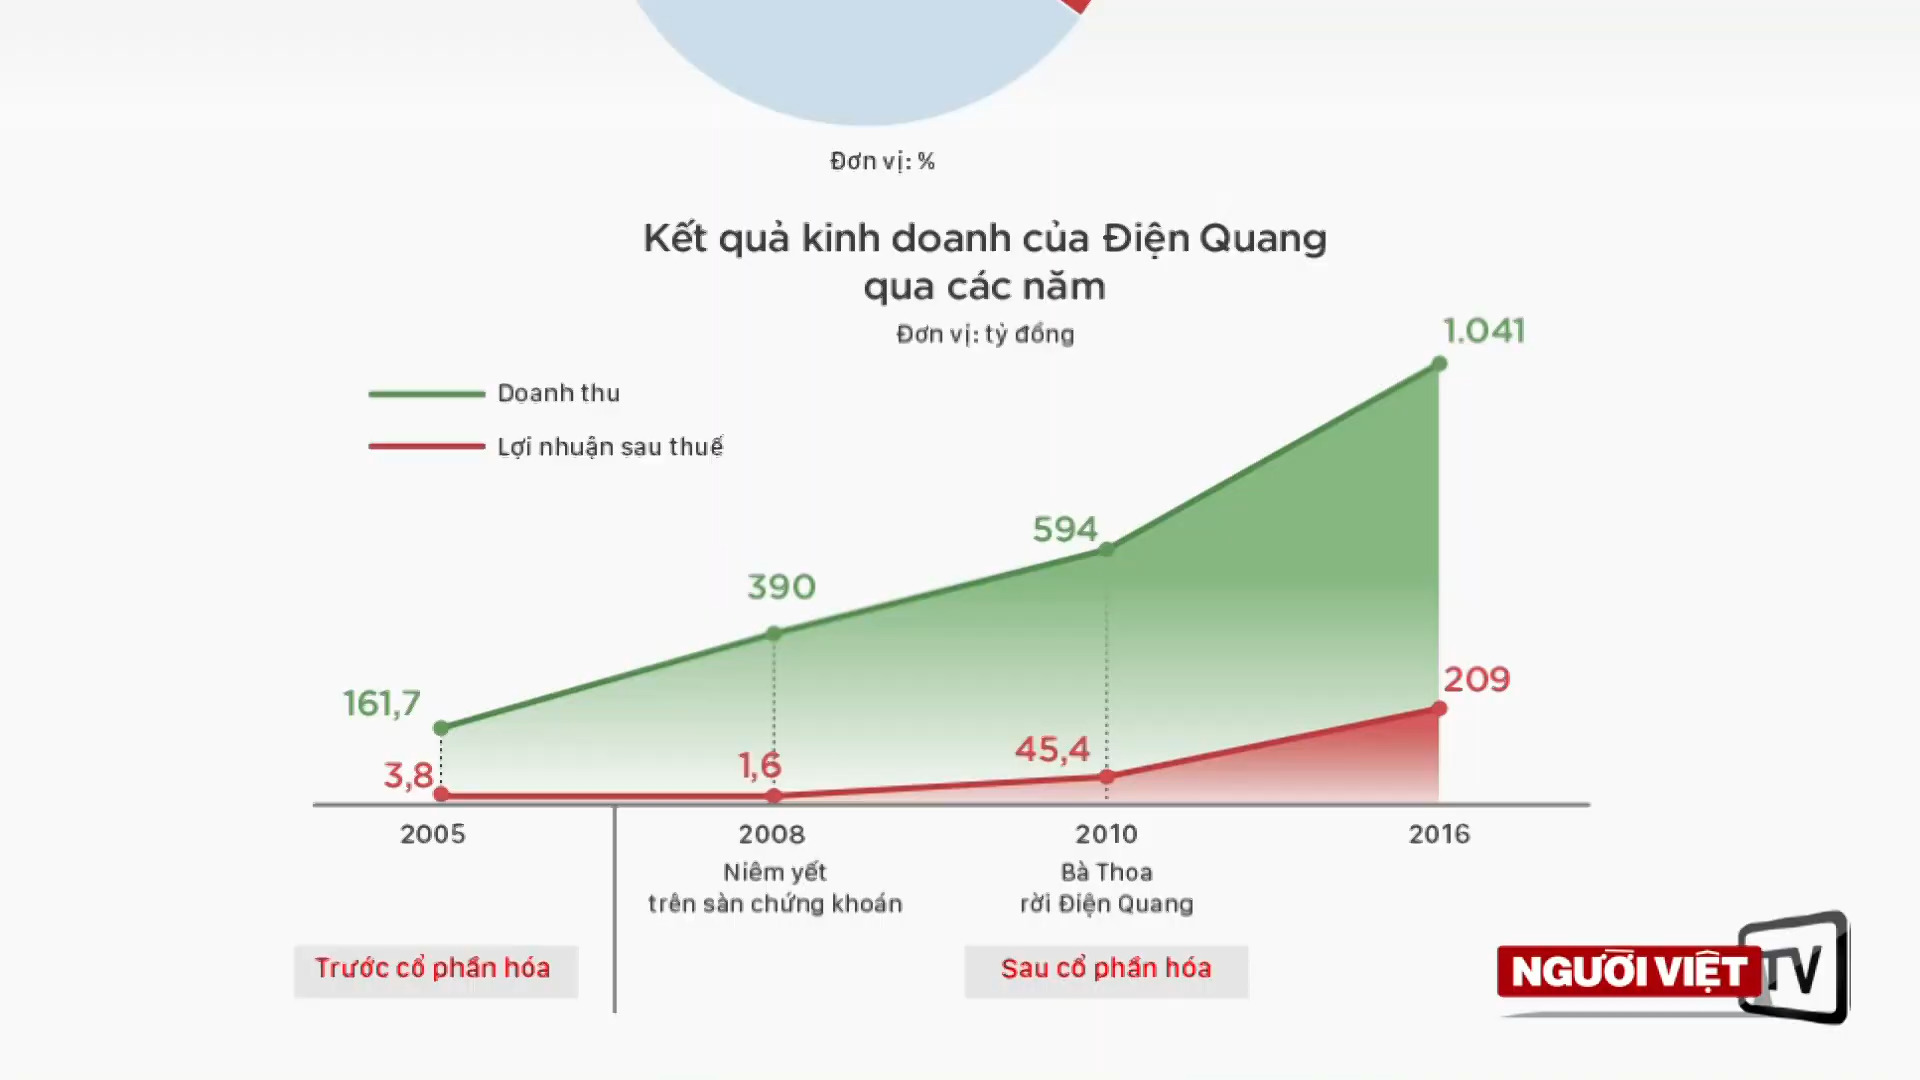 Đơn vị: %
Kết quả kinh doanh của Điện Quang
qua các năm
Đơn vị: tỷ đồng
Doanh thu
Lợi nhuận sau thuế
1.041
594
390
161,7
209
45,4
1,6
3,8
2005
2008
2010
2016
Niêm yết
trên sàn chứng khoán
Bà Thoa
rời Điện Quang
Trước cổ phần hóa
Sau cổ phần hóa
NGƯỜI VIỆT TV